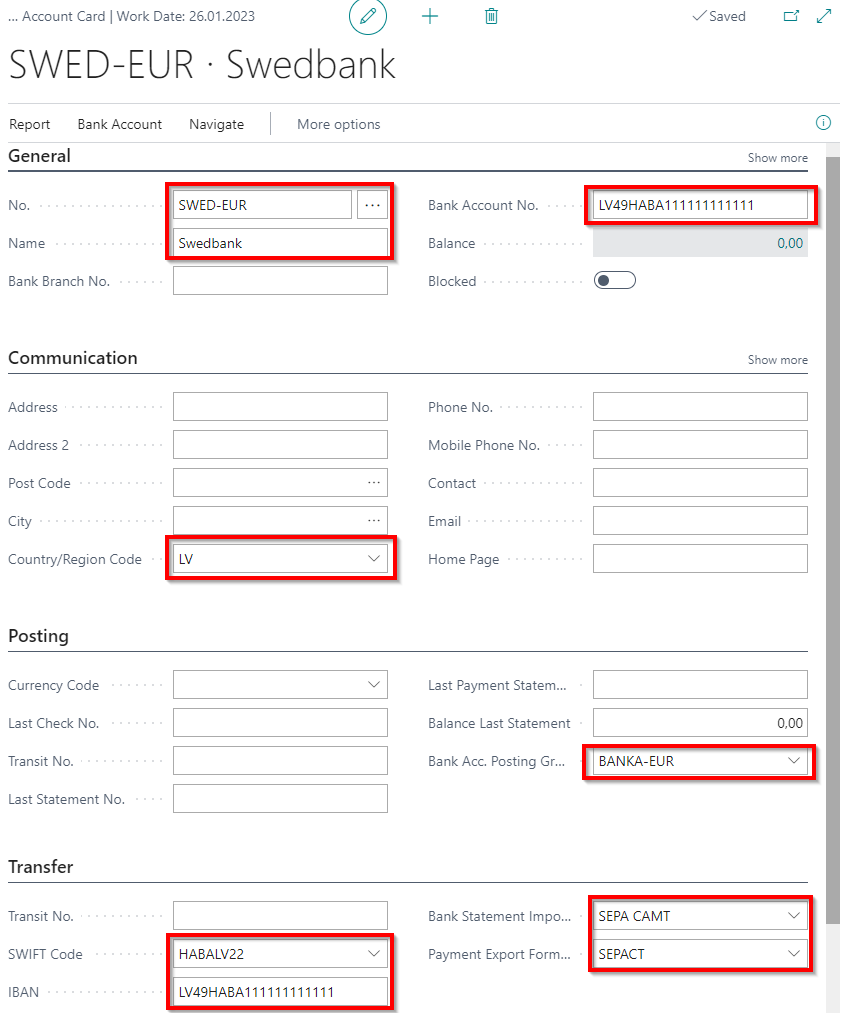 ... Account Card | Work Date: 26.01.2023
Saved
SWED-EUR · Swedbank
Report Bank Account Navigate More options
General Show more
No. SWED-EUR ... Bank Account No. LV49HABA111111111111
Name Swedbank Balance 0,00
Bank Branch No. Blocked
Communication Show more
Address Phone No.
Address 2 Mobile Phone No.
Post Code ... Contact
City ... Email
Country/Region Code LV Home Page
Posting
Currency Code Last Payment Statem...
Last Check No. Balance Last Statement 0,00
Transit No. Bank Acc. Posting Gr... BANKA-EUR
Last Statement No.
Transfer
Transit No. Bank Statement Impo... SEPA CAMT
SWIFT Code HABALV22 Payment Export Form... SEPACT
IBAN LV49HABA111111111111